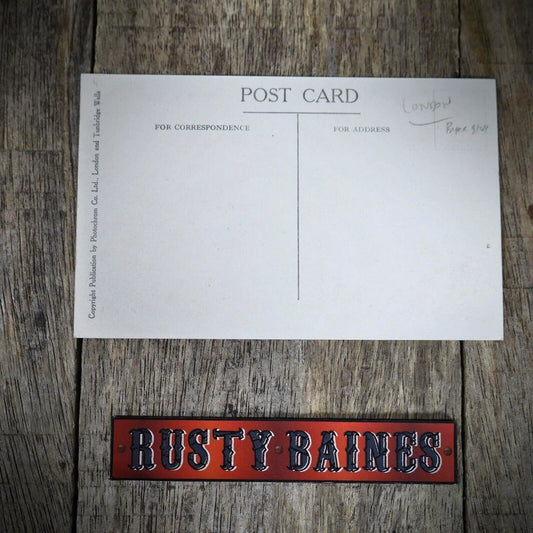 POST CARD
FOR CORRESPONDENCE
FOR ADDRESS
London
Copyright Publication by Photochrom Co. Ltd., London and Tunbridge Wells
RUSTY BAINES